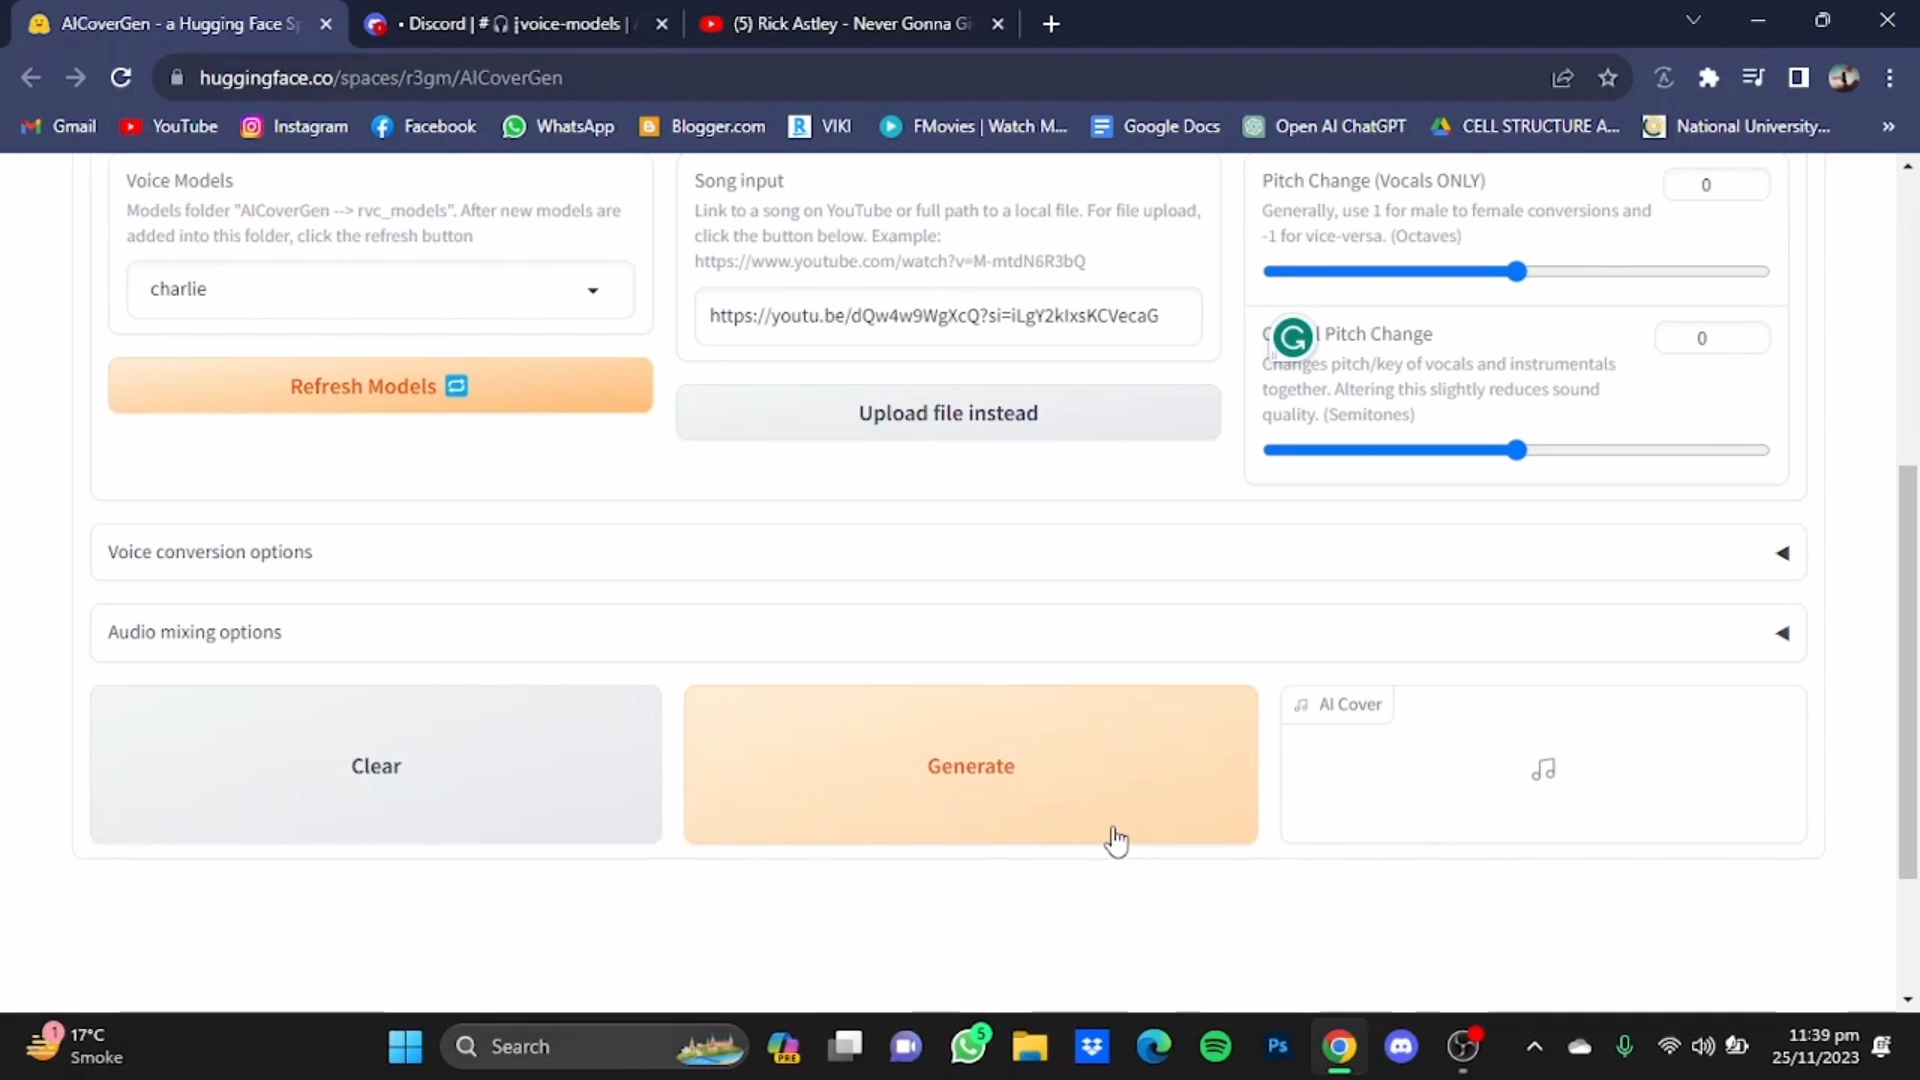 AICoverGen - a Hugging Face Sp
• Discord | # 🎧 ┆voice-models |
(5) Rick Astley - Never Gonna Gi
huggingface.co/spaces/r3gm/AICoverGen
Gmail
YouTube
Instagram
Facebook
WhatsApp
Blogger.com
VIKI
FMovies | Watch M...
Google Docs
Open AI ChatGPT
CELL STRUCTURE A...
National University...
»
Voice Models
Models folder "AICoverGen --> rvc_models". After new models are
added into this folder, click the refresh button
charlie
Refresh Models
Song input
Link to a song on YouTube or full path to a local file. For file upload,
click the button below. Example:
https://www.youtube.com/watch?v=M-mtdN6R3bQ
https://youtu.be/dQw4w9WgXcQ?si=iLgY2kIxsKCVecaG
Upload file instead
Pitch Change (Vocals ONLY)
0
Generally, use 1 for male to female conversions and
-1 for vice-versa. (Octaves)
Pitch Change
0
Changes pitch/key of vocals and instrumentals
together. Altering this slightly reduces sound
quality. (Semitones)
Voice conversion options
Audio mixing options
Clear
Generate
AI Cover
1
17°C
Smoke
Search
PRE
5
Ps
11:39 pm
25/11/2023